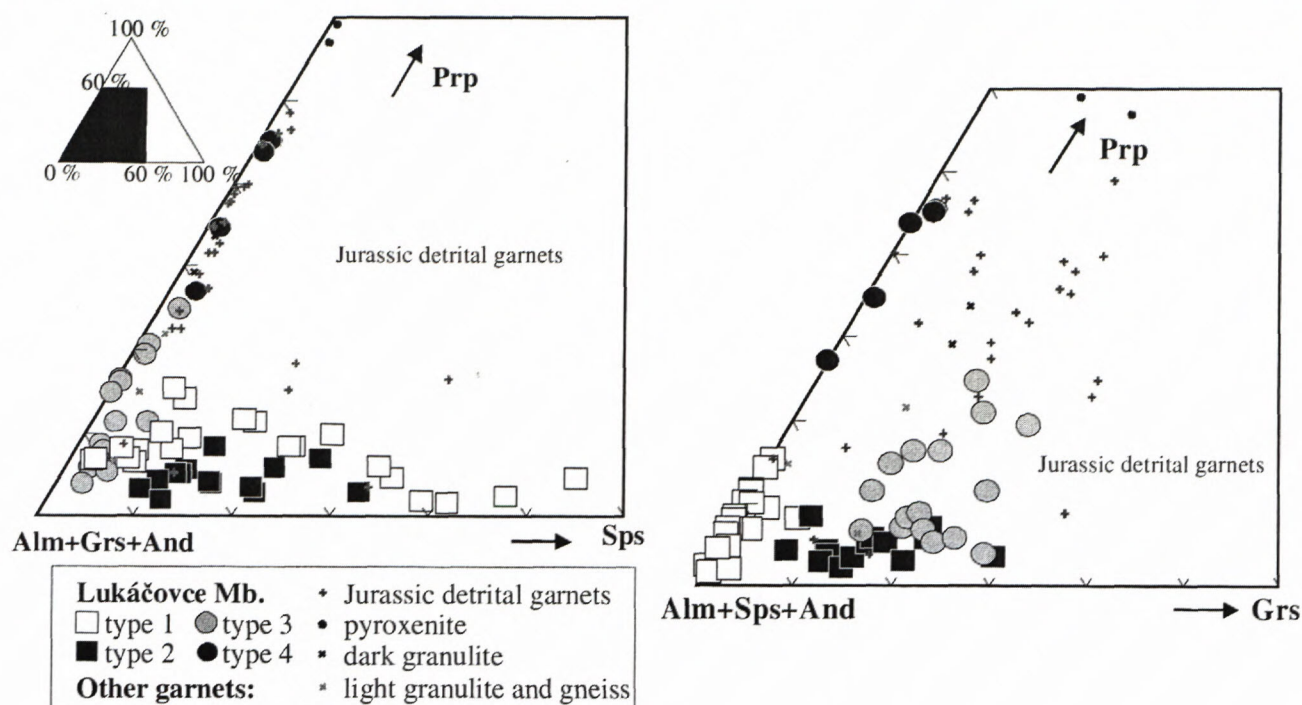 100 %
60 %
0 %
60 %
100 %
Prp
Jurassic detrital garnets
Alm+Grs+And
Sps
Prp
Jurassic detrital garnets
Alm+Sps+And
Grs
Lukáčovce Mb.
type 1
type 3
type 2
type 4
Other garnets:
Jurassic detrital garnets
pyroxenite
dark granulite
light granulite and gneiss